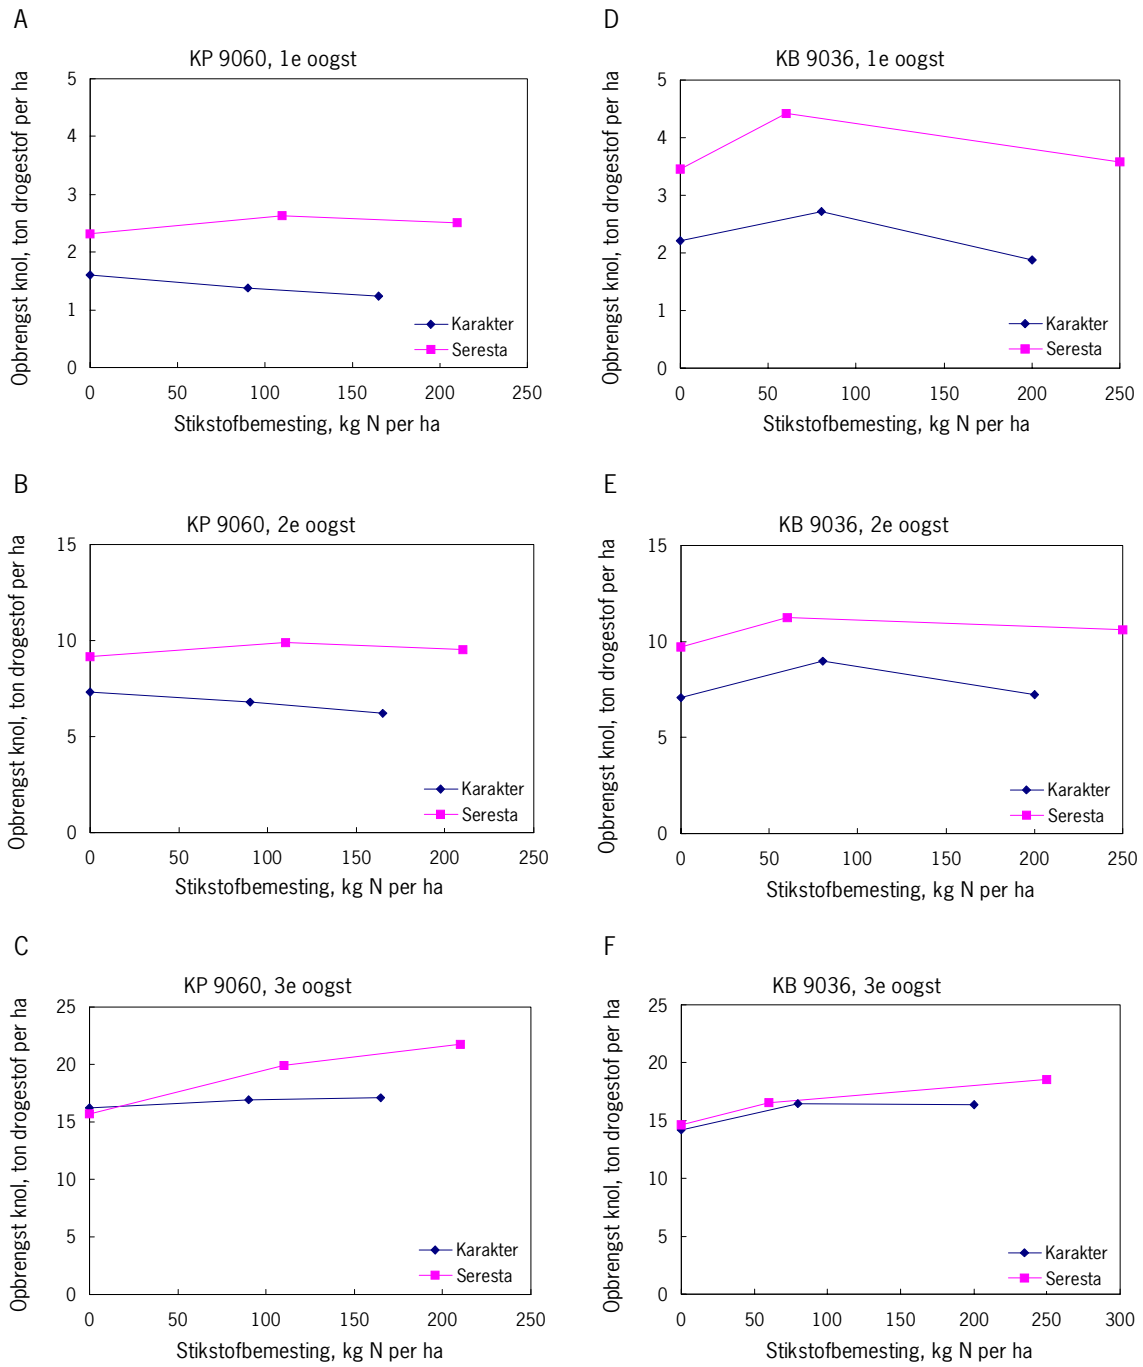 A
KP 9060, 1e oogst
Opbrengst knol, ton drogestof per ha
5
4
3
2
1
0
0 50 100 150 200 250
Stikstofbemesting, kg N per ha
Karakter
Seresta
D
KB 9036, 1e oogst
Opbrengst knol, ton drogestof per ha
5
4
3
2
1
0
0 50 100 150 200 250
Stikstofbemesting, kg N per ha
Karakter
Seresta
B
KP 9060, 2e oogst
Opbrengst knol, ton drogestof per ha
15
10
5
0
0 50 100 150 200 250
Stikstofbemesting, kg N per ha
Karakter
Seresta
E
KB 9036, 2e oogst
Opbrengst knol, ton drogestof per ha
15
10
5
0
0 50 100 150 200 250
Stikstofbemesting, kg N per ha
Karakter
Seresta
C
KP 9060, 3e oogst
Opbrengst knol, ton drogestof per ha
25
20
15
10
5
0
0 50 100 150 200 250
Stikstofbemesting, kg N per ha
Karakter
Seresta
F
KB 9036, 3e oogst
Opbrengst knol, ton drogestof per ha
25
20
15
10
5
0
0 50 100 150 200 250 300
Stikstofbemesting, kg N per ha
Karakter
Seresta